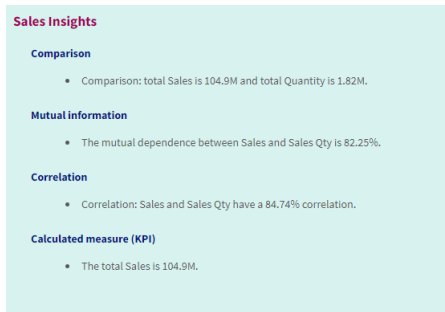 Sales Insights
Comparison
• Comparison: total Sales is 104.9M and total Quantity is 1.82M.
Mutual information
• The mutual dependence between Sales and Sales Qty is 82.25%.
Correlation
• Correlation: Sales and Sales Qty have a 84.74% correlation.
Calculated measure (KPI)
• The total Sales is 104.9M.